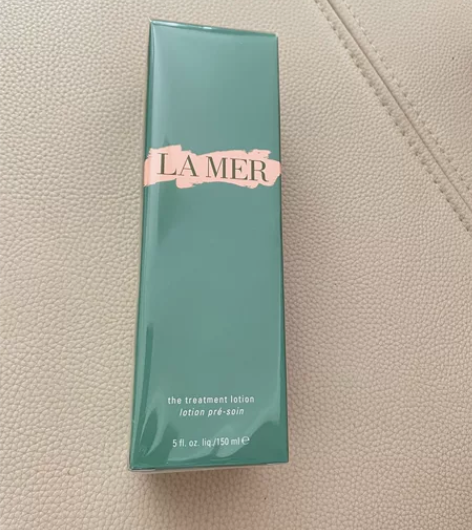 LA MER
the treatment lotion
lotion pré-soin
5 fl. oz. liq./150 ml ℮